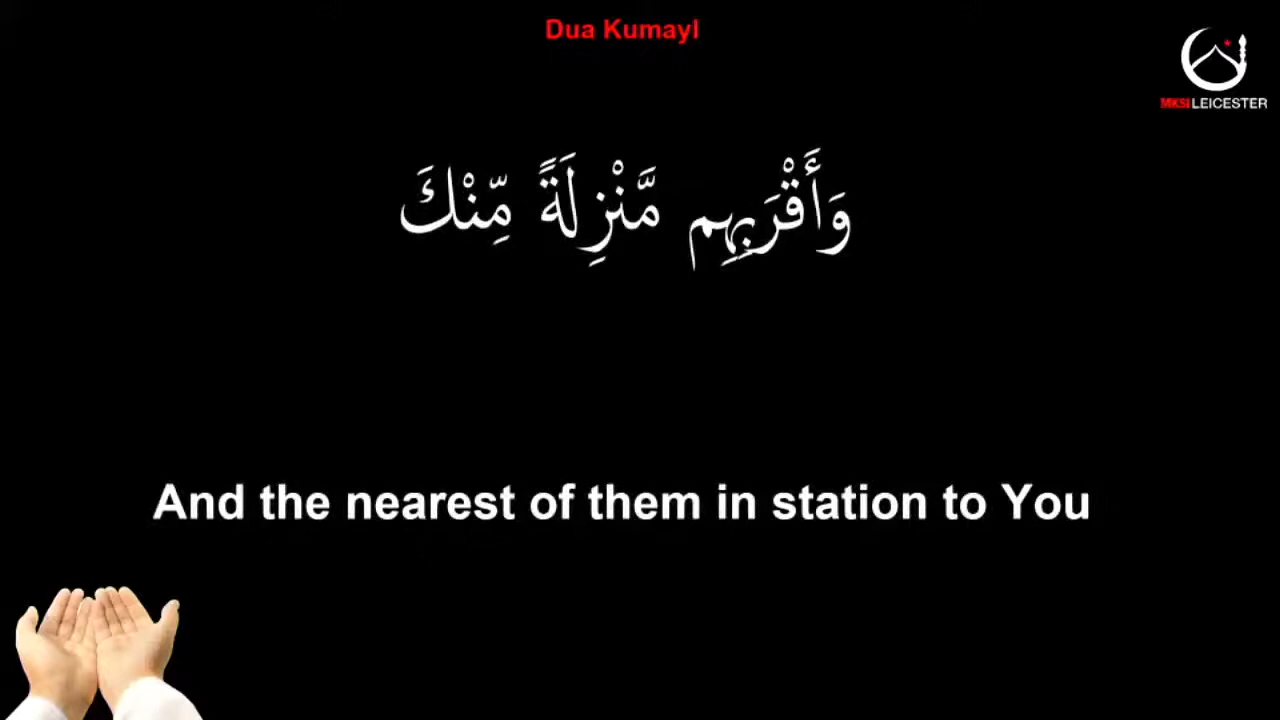 Dua Kumayl
MKSI LEICESTER
وَأَقْرَبِهِم مَّنْزِلَةً مِّنْكَ
And the nearest of them in station to You